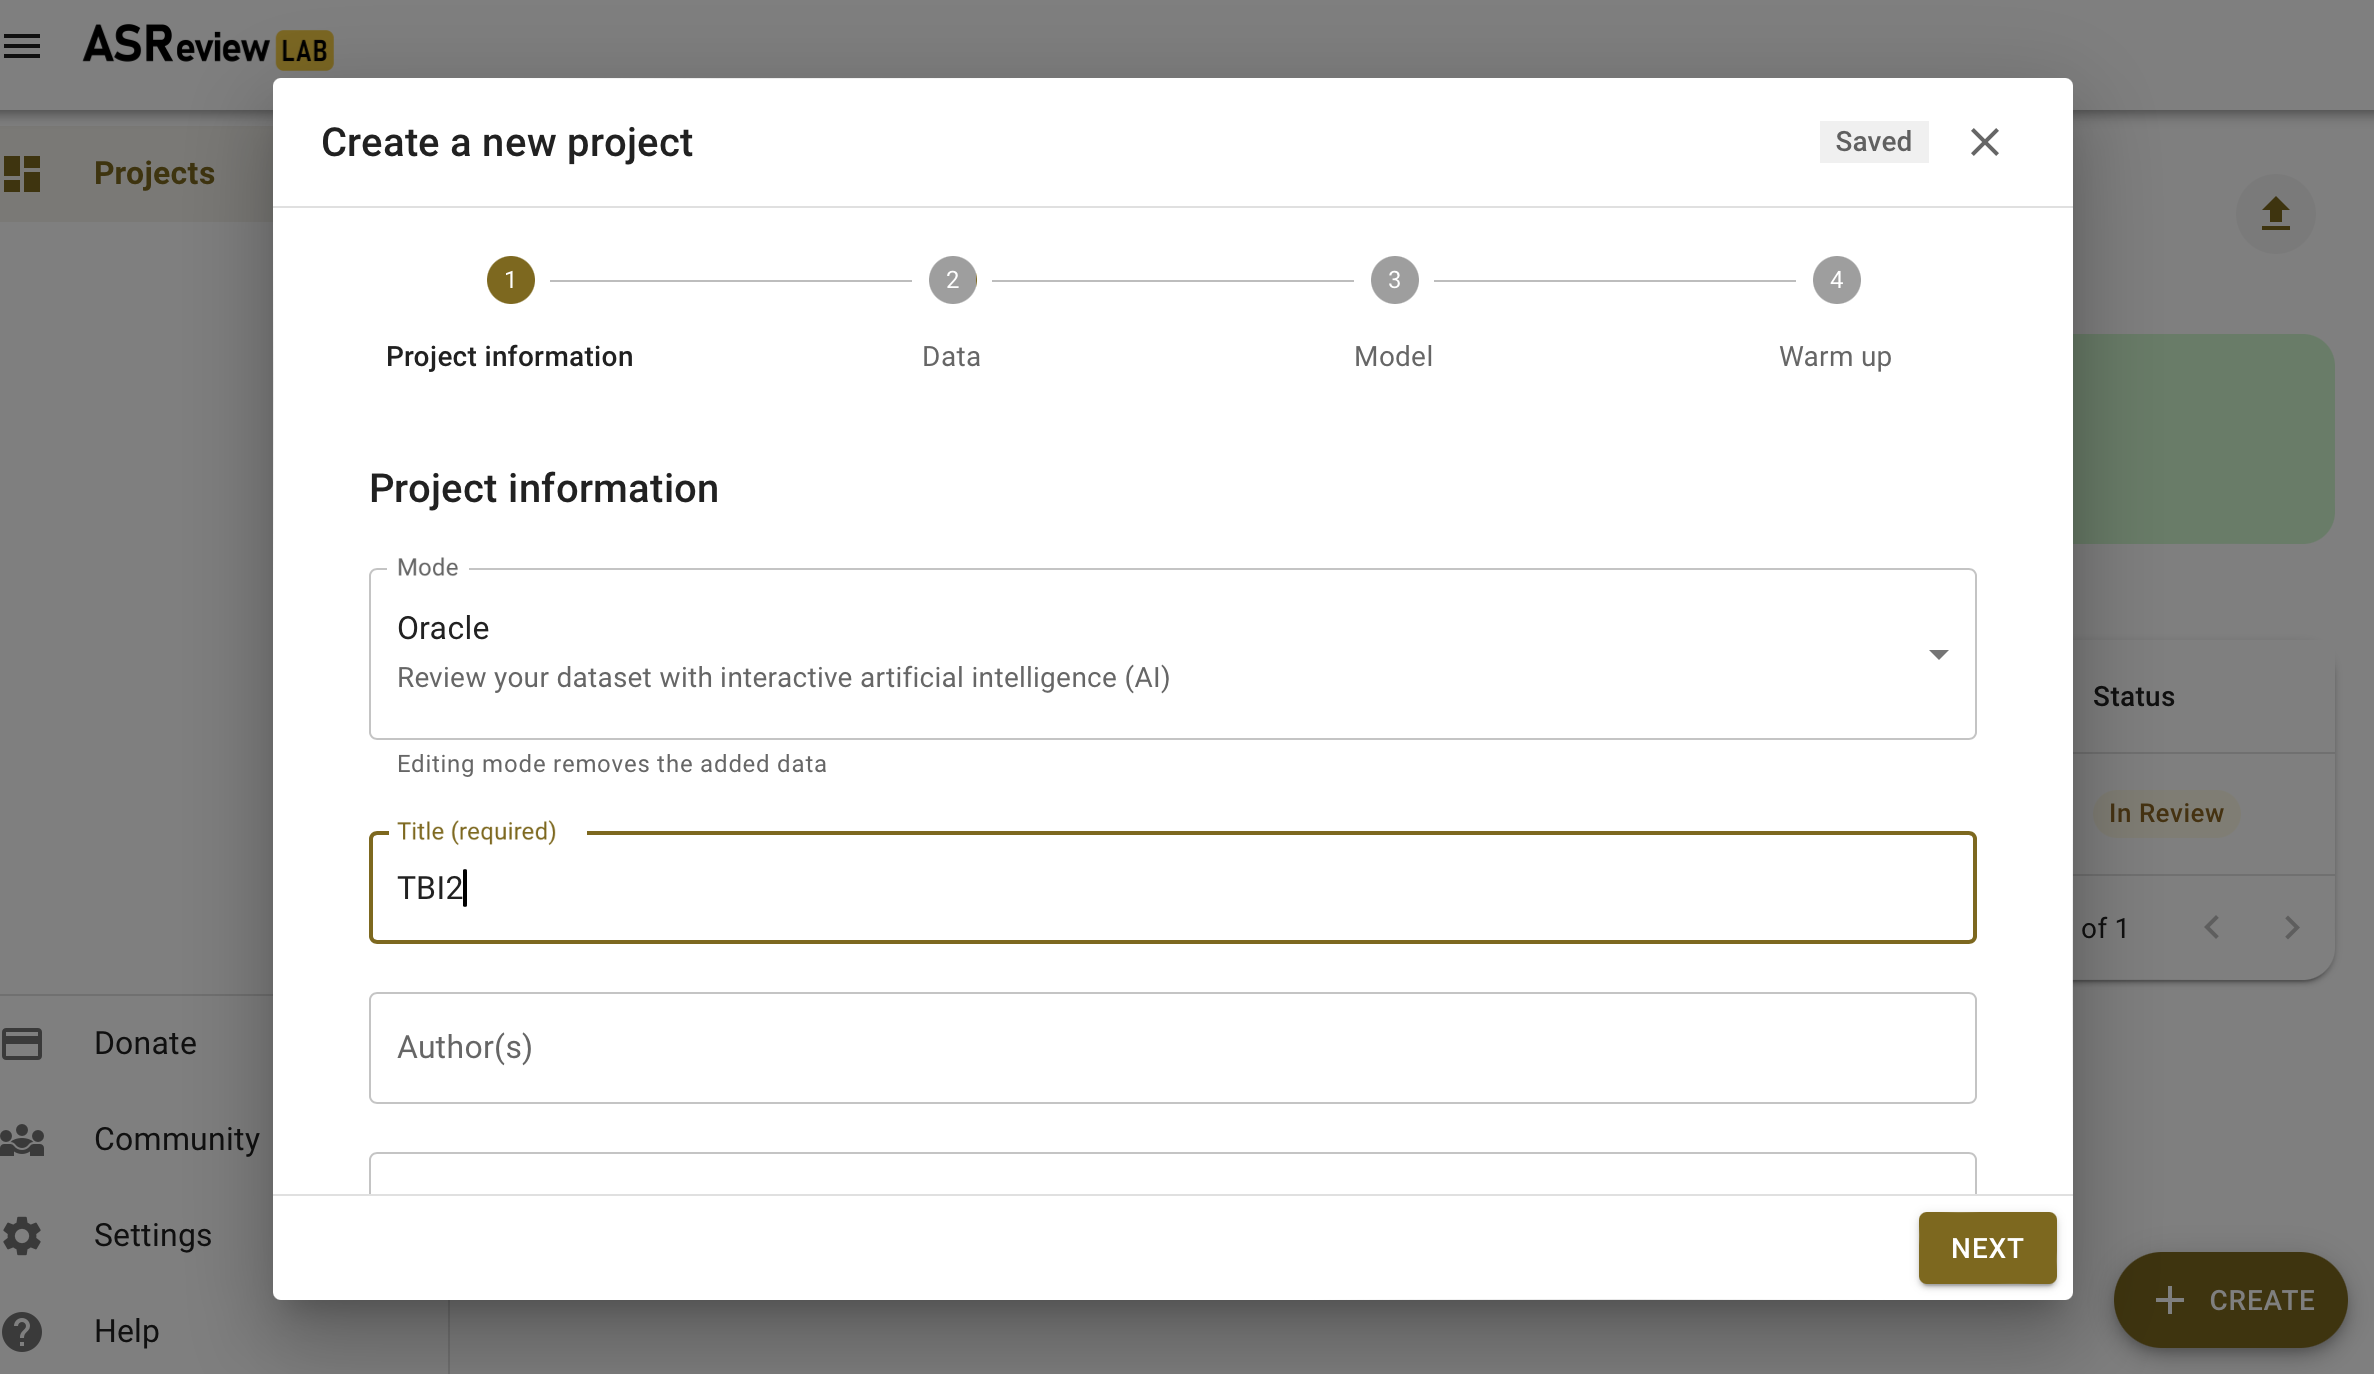 ASReview LAB
Projects
Create a new project
Saved
1
2
3
4
Project information
Data
Model
Warm up
Project information
Mode
Oracle
Review your dataset with interactive artificial intelligence (AI)
Editing mode removes the added data
Title (required)
TBI2
Author(s)
NEXT
Status
In Review
of 1
Donate
Community
Settings
Help
CREATE